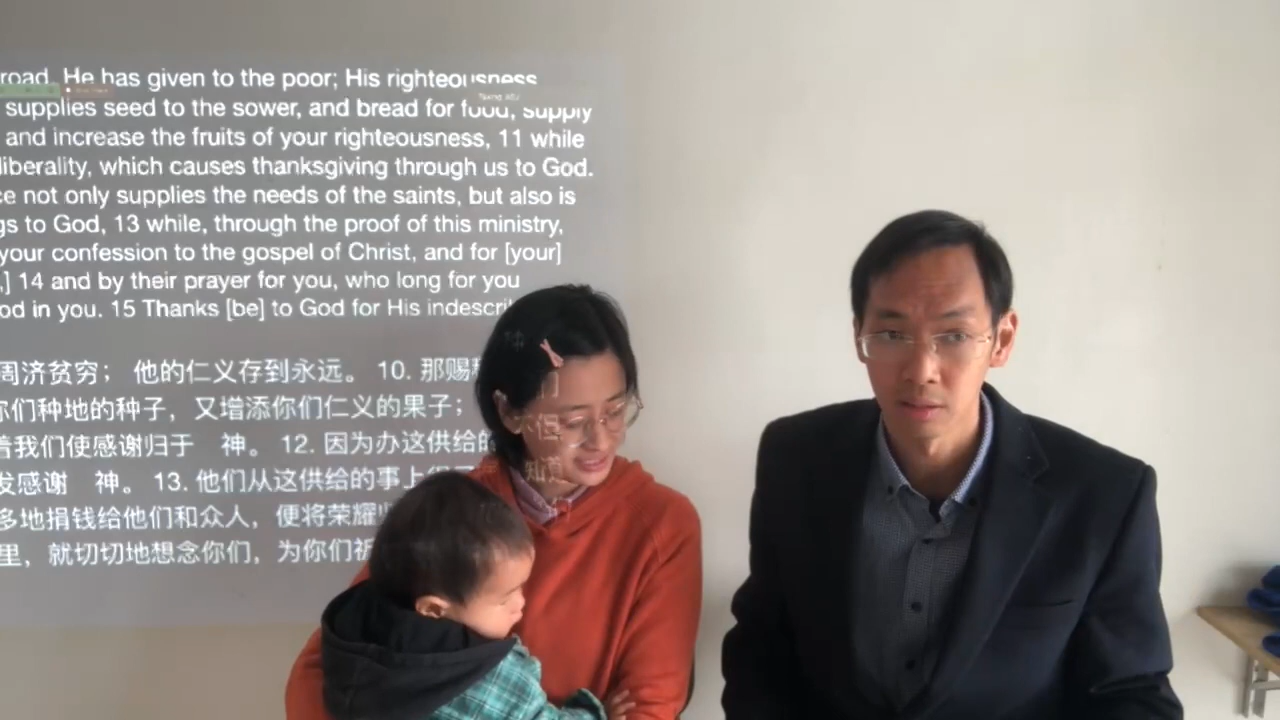 road, He has given to the poor; His righteousness
supplies seed to the sower, and bread for food, supply
and increase the fruits of your righteousness, 11 while
liberality, which causes thanksgiving through us to God.
ce not only supplies the needs of the saints, but also is
gs to God, 13 while, through the proof of this ministry,
your confession to the gospel of Christ, and for [your]
,] 14 and by their prayer for you, who long for you
od in you. 15 Thanks [be] to God for His indescri
周济贫穷； 他的仁义存到永远。 10. 那赐
你们种地的种子，又增添你们仁义的果子；
着我们使感谢归于 神。 12. 因为办这供给的
发感谢 神。 13. 他们从这供给的事上
多地捐钱给他们和众人，便将荣耀
里，就切切地想念你们，为你们祈